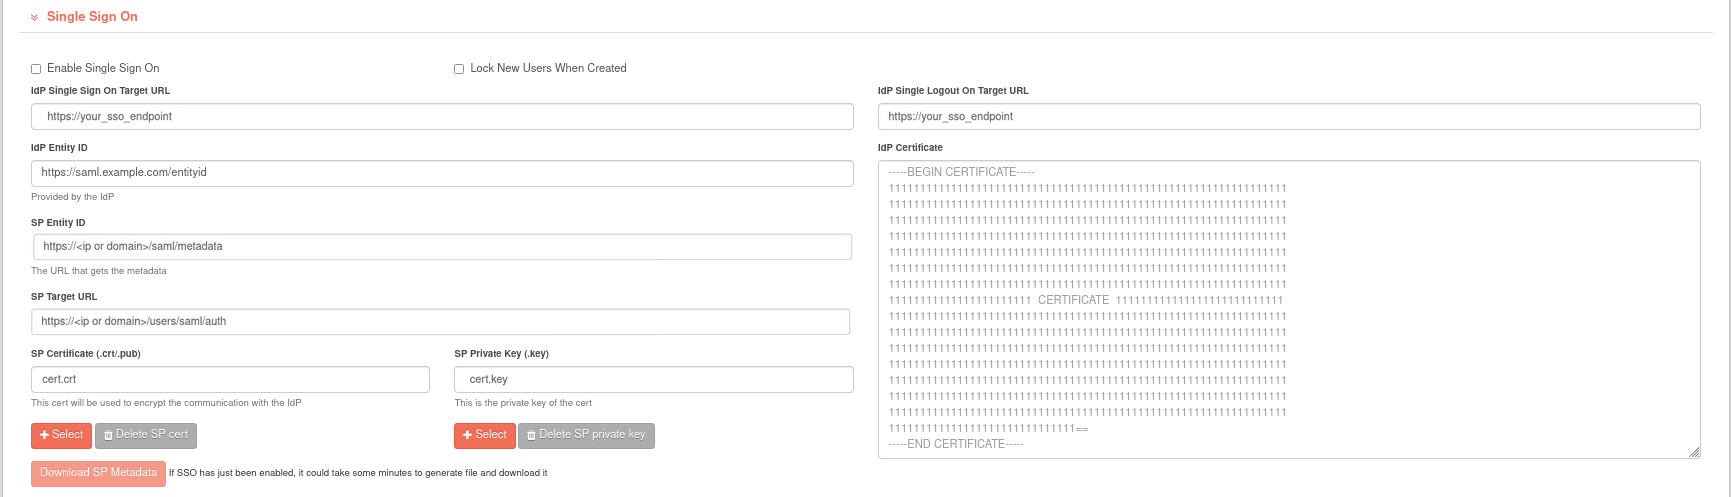 Single Sign On
Enable Single Sign On
Lock New Users When Created
IdP Single Sign On Target URL
https://your_sso_endpoint
IdP Entity ID
https://saml.example.com/entityid
Provided by the IdP
SP Entity ID
https://<ip or domain>/saml/metadata
The URL that gets the metadata
SP Target URL
https://<ip or domain>/users/saml/auth
SP Certificate (.crt/.pub)
cert.crt
This cert will be used to encrypt the communication with the IdP
Select
Delete SP cert
SP Private Key (.key)
cert.key
This is the private key of the cert
Select
Delete SP private key
Download SP Metadata
If SSO has just been enabled, it could take some minutes to generate file and download it
IdP Single Logout On Target URL
https://your_sso_endpoint
IdP Certificate
-----BEGIN CERTIFICATE-----
1111111111111111111111111111111111111111111111111111111111111111
1111111111111111111111111111111111111111111111111111111111111111
1111111111111111111111111111111111111111111111111111111111111111
1111111111111111111111111111111111111111111111111111111111111111
1111111111111111111111111111111111111111111111111111111111111111
1111111111111111111111111111111111111111111111111111111111111111
1111111111111111111111111111111111111111111111111111111111111111
11111111111111111111111 CERTIFICATE 111111111111111111111111111
1111111111111111111111111111111111111111111111111111111111111111
1111111111111111111111111111111111111111111111111111111111111111
1111111111111111111111111111111111111111111111111111111111111111
1111111111111111111111111111111111111111111111111111111111111111
1111111111111111111111111111111111111111111111111111111111111111
1111111111111111111111111111111111111111111111111111111111111111
1111111111111111111111111111111111111111111111111111111111111111
111111111111111111111111111111==
-----END CERTIFICATE-----